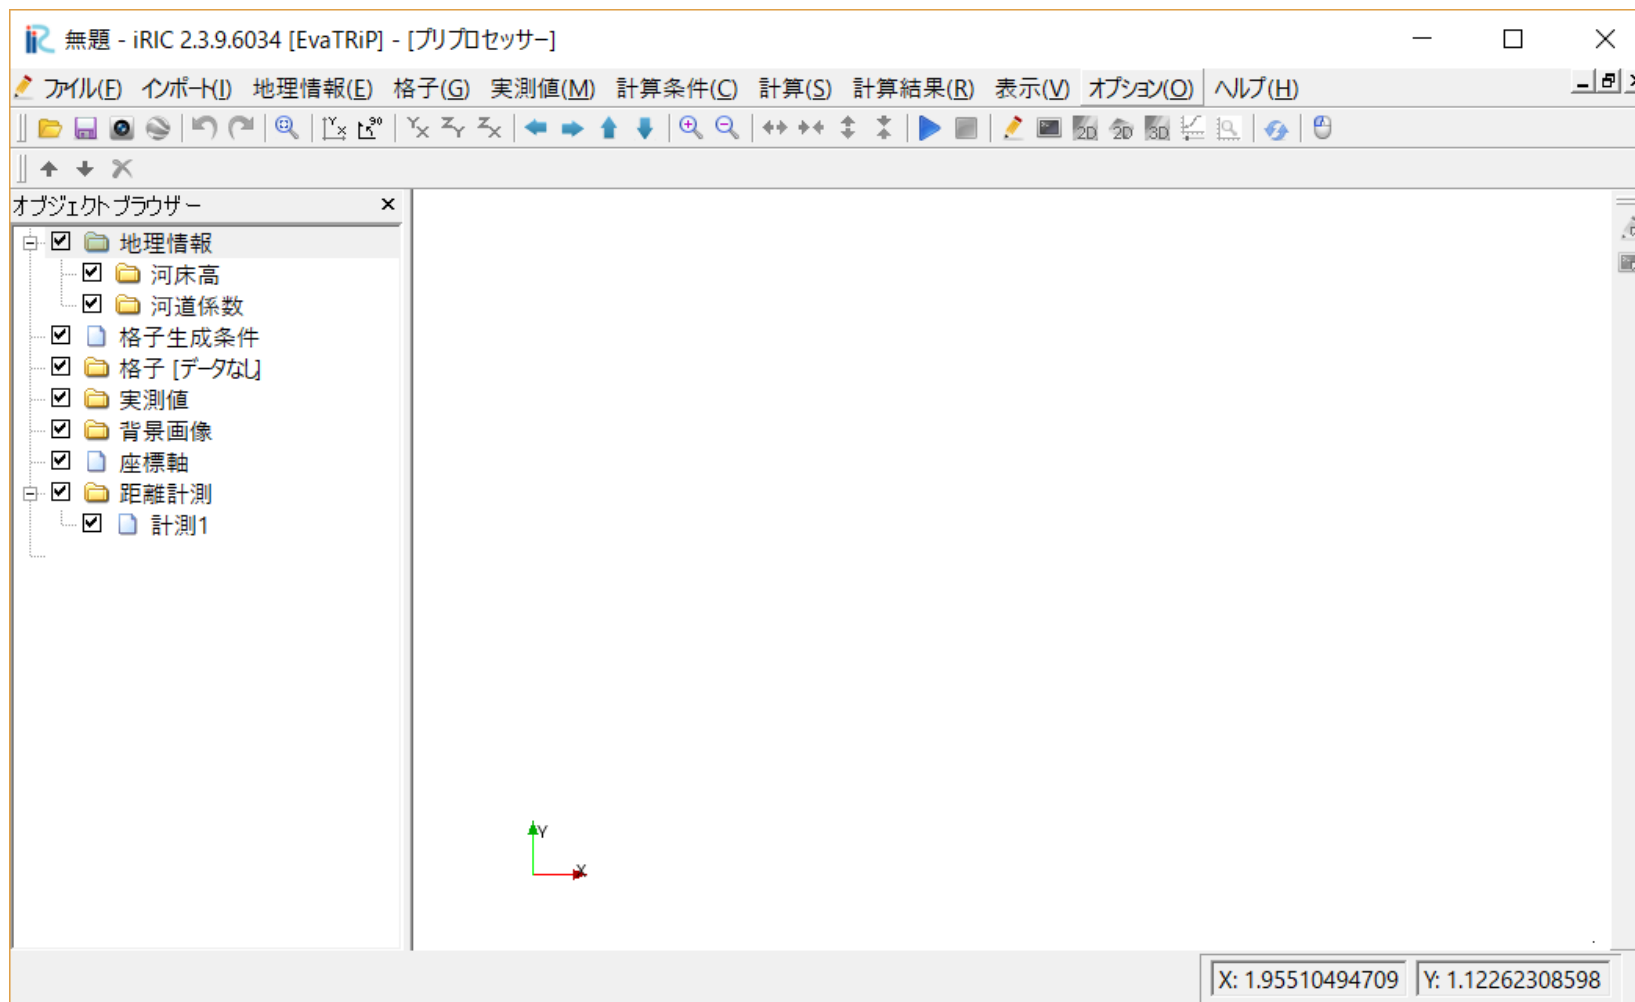 無題 - iRIC 2.3.9.6034 [EvaTRiP] - [プリプロセッサー]
ファイル(F) インポート(I) 地理情報(E) 格子(G) 実測値(M) 計算条件(C) 計算(S) 計算結果(R) 表示(V) オプション(O) ヘルプ(H)
オブジェクトブラウザー
地理情報
河床高
河道係数
格子生成条件
格子 [データなし]
実測値
背景画像
座標軸
距離計測
計測1
Y
X
X: 1.95510494709 Y: 1.12262308598